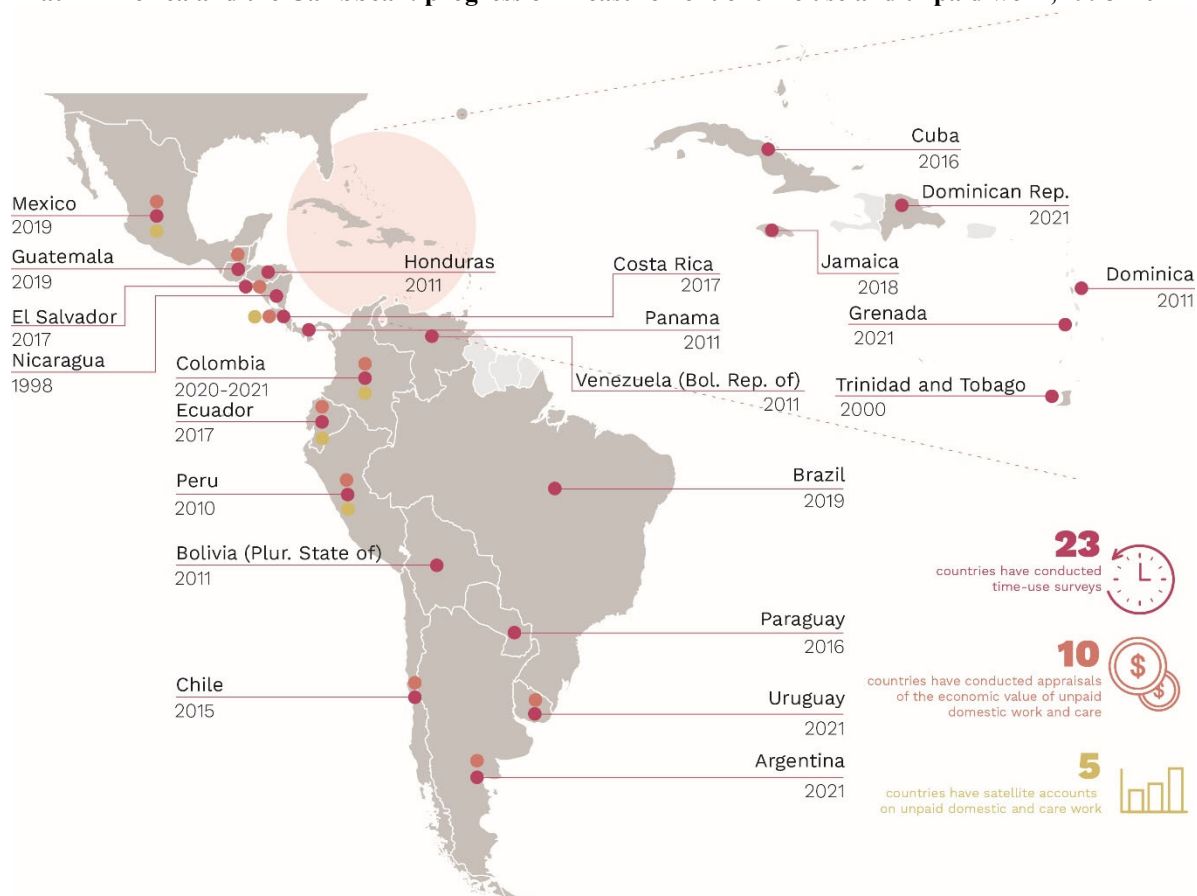 Mexico
2019
Guatemala
2019
El Salvador
2017
Nicaragua
1998
Honduras
2011
Costa Rica
2017
Panama
2011
Venezuela (Bol. Rep. of)
2011
Colombia
2020-2021
Ecuador
2017
Peru
2010
Bolivia (Plur. State of)
2011
Chile
2015
Brazil
2019
Paraguay
2016
Uruguay
2021
Argentina
2021
Cuba
2016
Dominican Rep.
2021
Jamaica
2018
Dominica
2011
Grenada
2021
Trinidad and Tobago
2000
23
countries have conducted
time-use surveys
10
countries have conducted appraisals
of the economic value of unpaid
domestic work and care
$
$
5
countries have satellite accounts
on unpaid domestic and care work